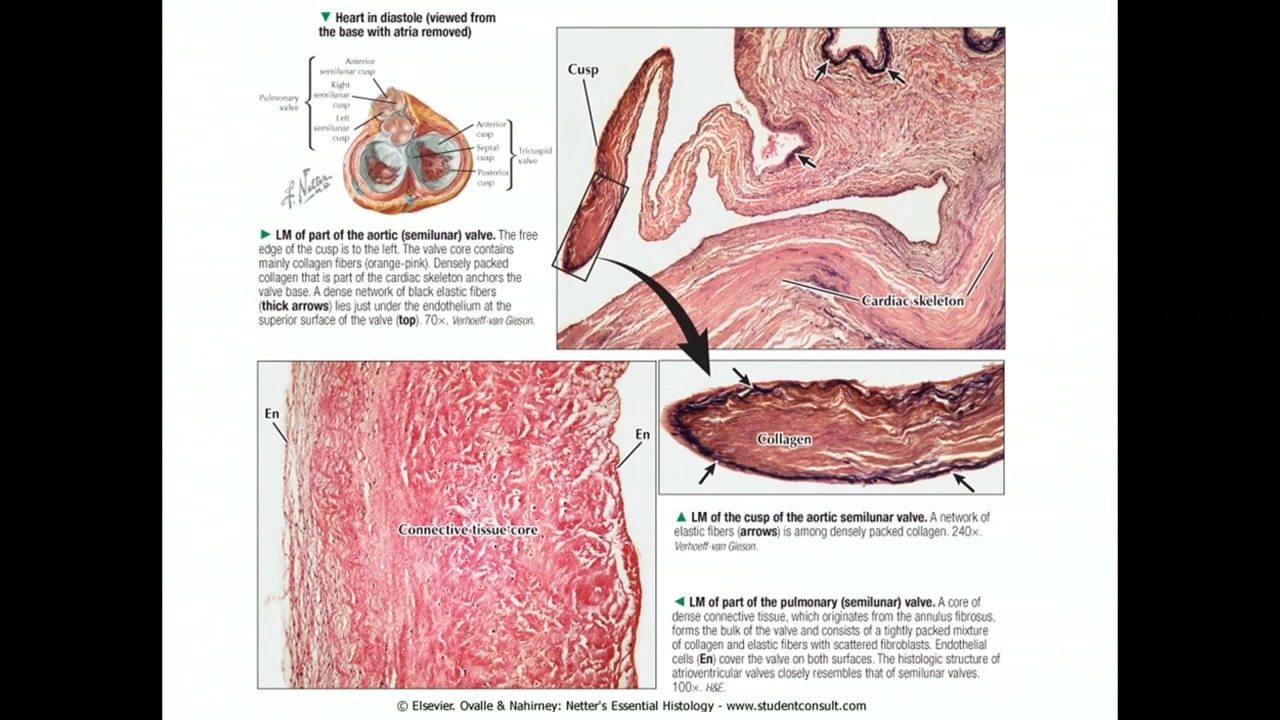 ▼ Heart in diastole (viewed from
the base with atria removed)
Anterior
semilunar cusp
Right
semilunar
cusp
Pulmonary
valve
Left
semilunar
cusp
Anterior
cusp
Septal
cusp
Posterior
cusp
Tricuspid
valve
F. Netter
M.D.
► LM of part of the aortic (semilunar) valve. The free
edge of the cusp is to the left. The valve core contains
mainly collagen fibers (orange-pink). Densely packed
collagen that is part of the cardiac skeleton anchors the
valve base. A dense network of black elastic fibers
(thick arrows) lies just under the endothelium at the
superior surface of the valve (top). 70×. Verhoeff-van Gieson.
Cusp
Cardiac skeleton
En
En
Connective tissue core
Collagen
▲ LM of the cusp of the aortic semilunar valve. A network of
elastic fibers (arrows) is among densely packed collagen. 240×.
Verhoeff-van Gieson.
◄ LM of part of the pulmonary (semilunar) valve. A core of
dense connective tissue, which originates from the annulus fibrosus,
forms the bulk of the valve and consists of a tightly packed mixture
of collagen and elastic fibers with scattered fibroblasts. Endothelial
cells (En) cover the valve on both surfaces. The histologic structure of
atrioventricular valves closely resembles that of semilunar valves.
100×. H&E.
© Elsevier. Ovalle & Nahirney: Netter's Essential Histology - www.studentconsult.com